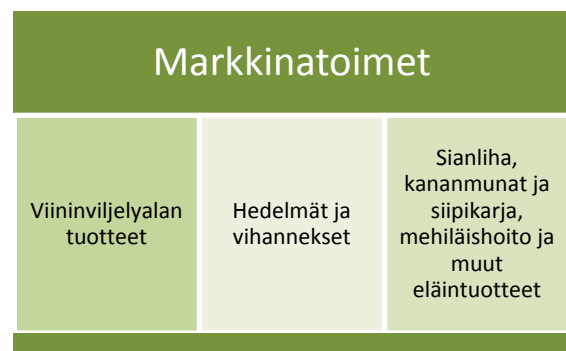 Markkinatoimet
Viininviljelyalan
tuotteet
Hedelmät ja
vihannekset
Sianliha,
kananmunat ja
siipikarja,
mehiläishoito ja
muut
eläintuotteet